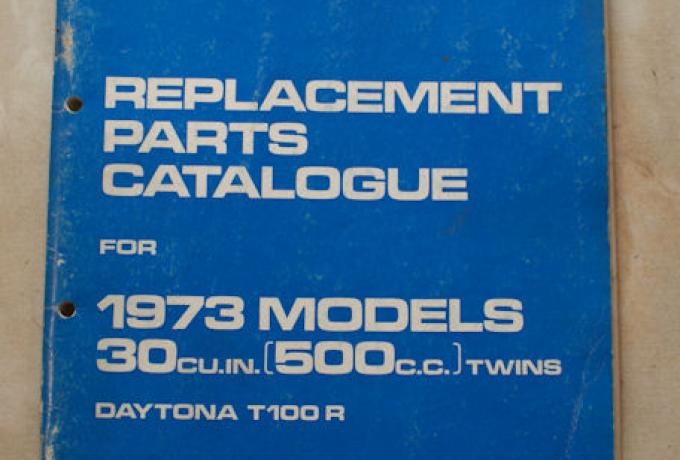 REPLACEMENT
PARTS
CATALOGUE
FOR
1973 MODELS
30CU.IN.(500C.C.)TWINS
DAYTONA T100 R